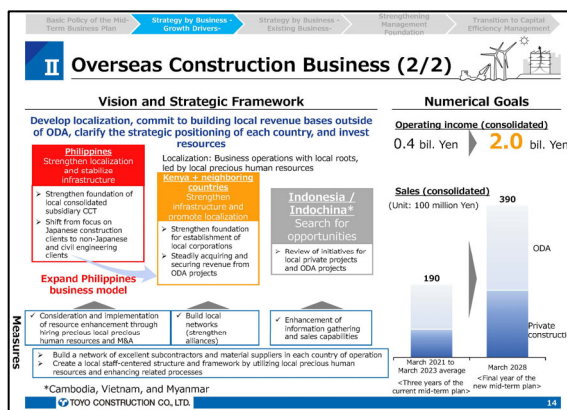 Basic Policy of the Mid-
Term Business Plan
Strategy by Business -
Growth Drivers-
Strategy by Business -
Existing Business-
Strengthening
Management
Foundation
Transition to Capital
Efficiency Management
II Overseas Construction Business (2/2)
Vision and Strategic Framework
Develop localization, commit to building local revenue bases outside
of ODA, clarify the strategic positioning of each country, and invest
resources
Philippines
Strengthen localization
and stabilize
infrastructure
Strengthen foundation of
local consolidated
subsidiary CCT
Shift from focus on
Japanese construction
clients to non-Japanese
and civil engineering
clients
Localization: Business operations with local roots,
led by local precious human resources
Kenya + neighboring
countries
Strengthen
infrastructure and
promote localization
Strengthen foundation
for establishment of
local corporations
Steadily acquiring and
securing revenue from
ODA projects
Indonesia /
Indochina*
Search for
opportunities
Review of initiatives for
local private projects
and ODA projects
Expand Philippines
business model
Measures
Consideration and implementation
of resource enhancement through
hiring precious local precious
human resources and M&A
Build local
networks
(strengthen
alliances)
Enhancement of
information gathering
and sales capabilities
Build a network of excellent subcontractors and material suppliers in each country of operation
Create a local staff-centered structure and framework by utilizing local precious human
resources and enhancing related processes
*Cambodia, Vietnam, and Myanmar
Numerical Goals
Operating income (consolidated)
0.4 bil. Yen 2.0 bil. Yen
Sales (consolidated)
(Unit: 100 million Yen)
390
190
ODA
Private
construction
March 2021 to
March 2023 average
<Three years of the
current mid-term plan>
March 2028
<Final year of the
new mid-term plan>
TOYO CONSTRUCTION CO., LTD.
14